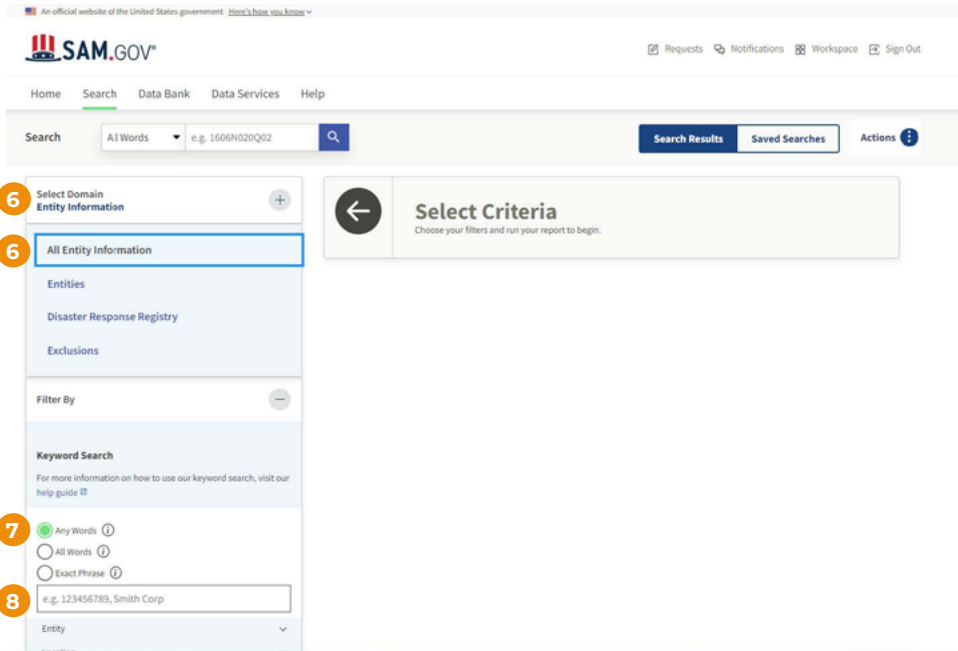 An official website of the United States government Here's how you know
SAM.GOV®
Requests Notifications Workspace Sign Out
Home Search Data Bank Data Services Help
Search All Words e.g. 1606N020Q02 Search Results Saved Searches Actions
6 Select Domain
Entity Information
6 All Entity Information
Entities
Disaster Response Registry
Exclusions
Select Criteria
Choose your filters and run your report to begin.
Filter By
Keyword Search
For more information on how to use our keyword search, visit our
help guide
7 Any Words
All Words
Exact Phrase
8 e.g. 123456789, Smith Corp
Entity